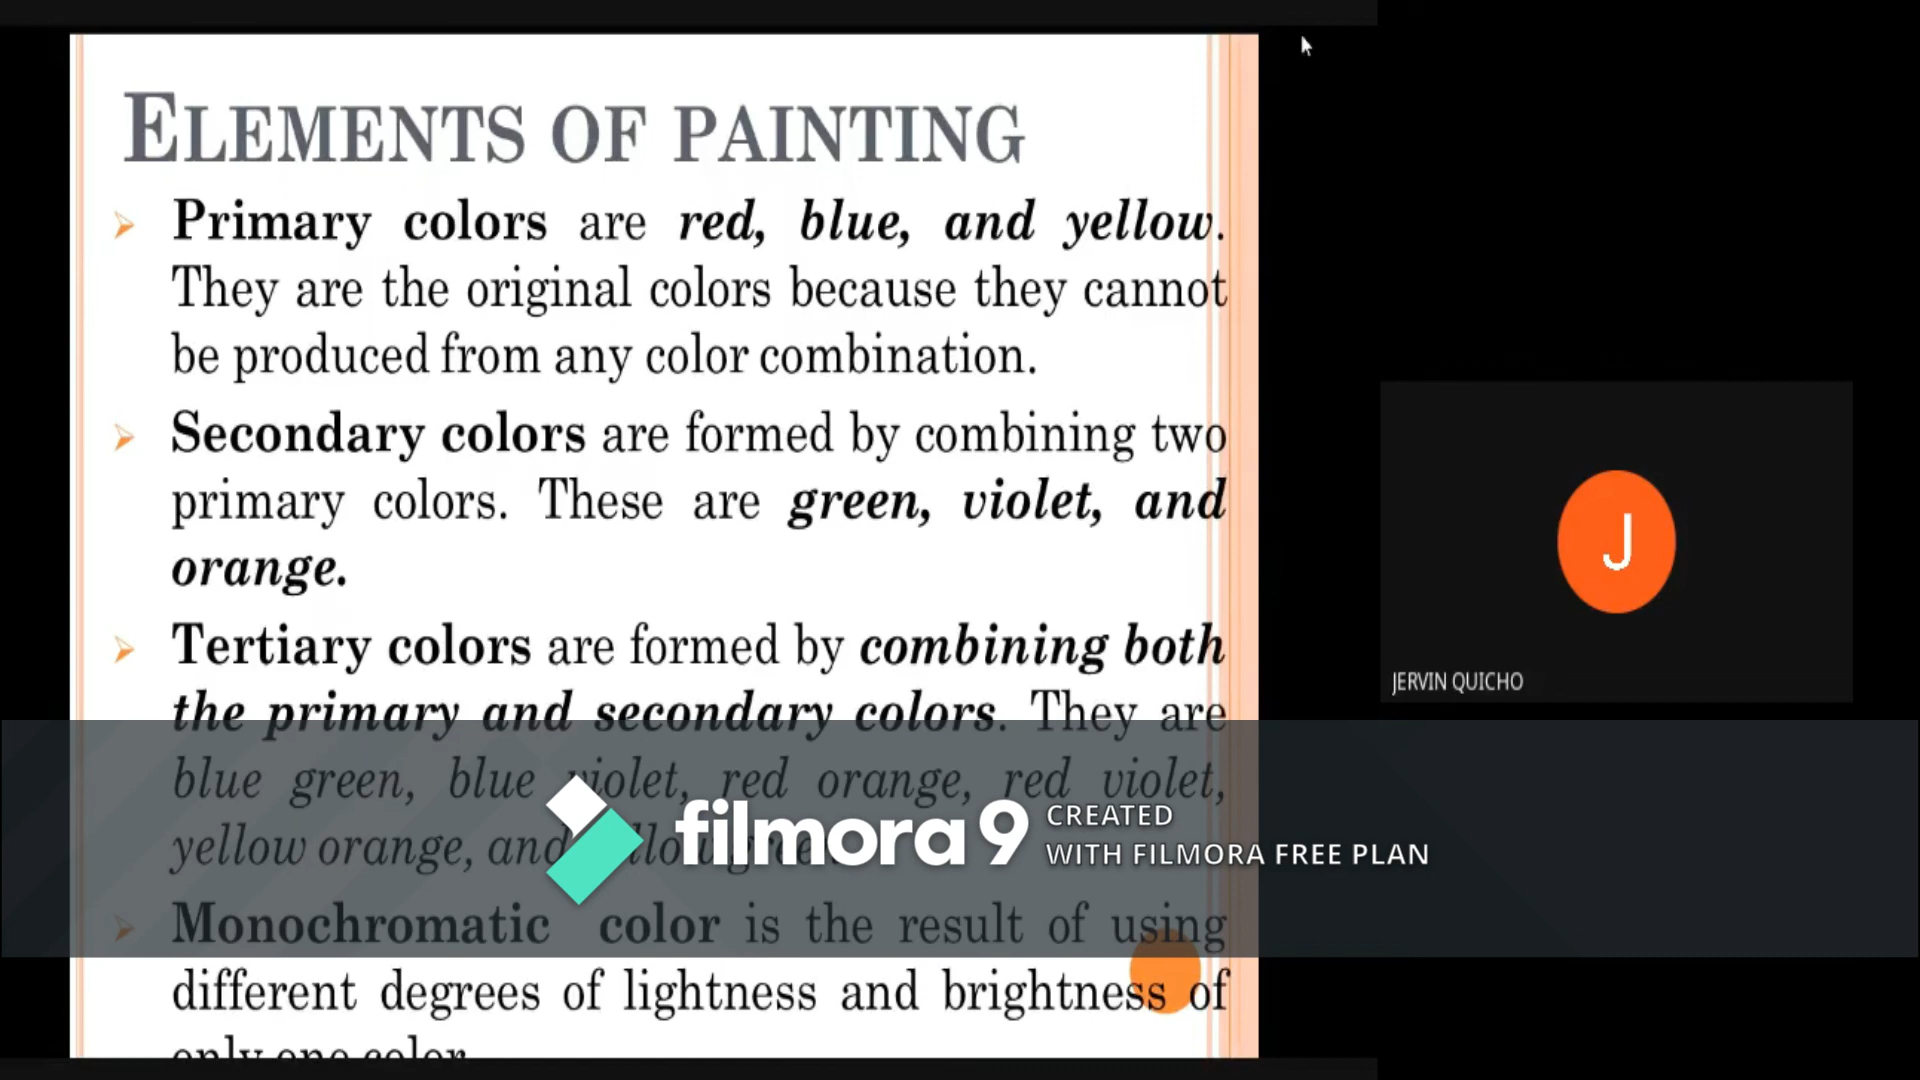 ELEMENTS OF PAINTING
Primary colors are red, blue, and yellow.
They are the original colors because they cannot
be produced from any color combination.
Secondary colors are formed by combining two
primary colors. These are green, violet, and
orange.
Tertiary colors are formed by combining both
the primary and secondary colors. They are
blue green, blue violet, red orange, red violet,
yellow orange, and
Monochromatic color is the result of using
different degrees of lightness and brightness of
only one color.
filmora9
CREATED
WITH FILMORA FREE PLAN
J
JERVIN QUICHO